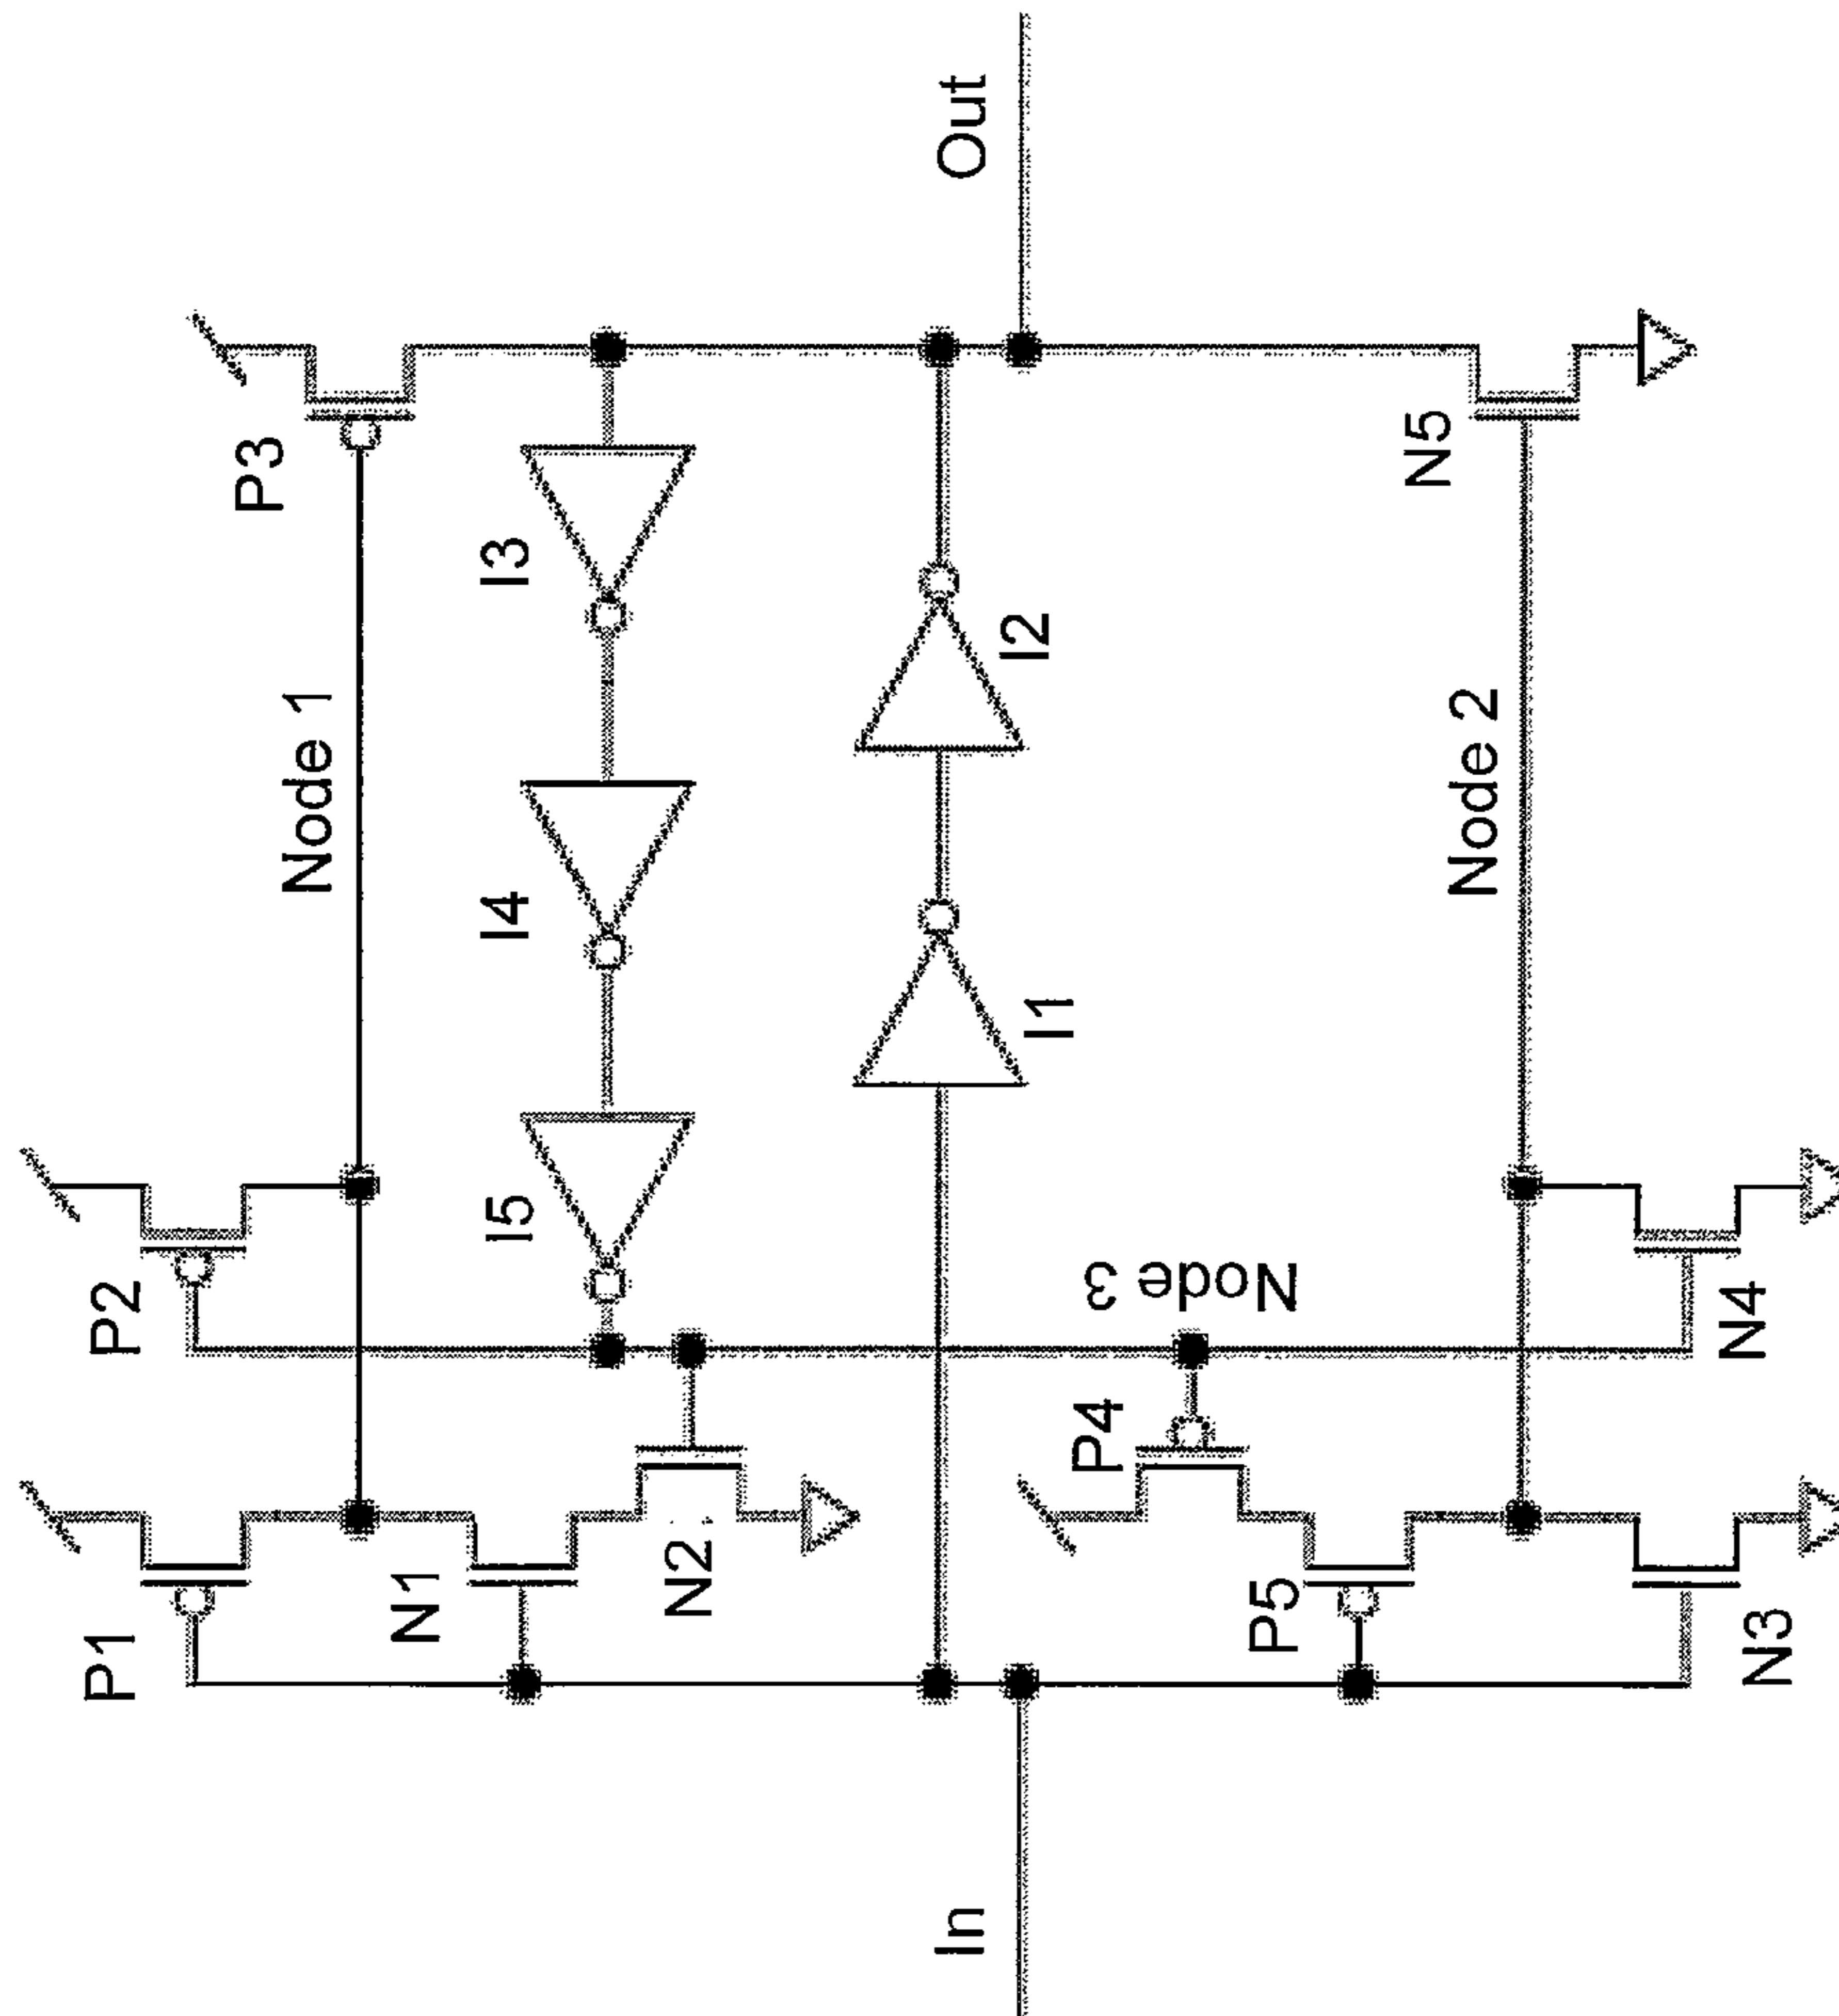 P1
P2
P3
Node 1
N1
N2
I5
I4
I3
In
I1
I2
Out
Node 3
P4
P5
Node 2
N5
N3
N4